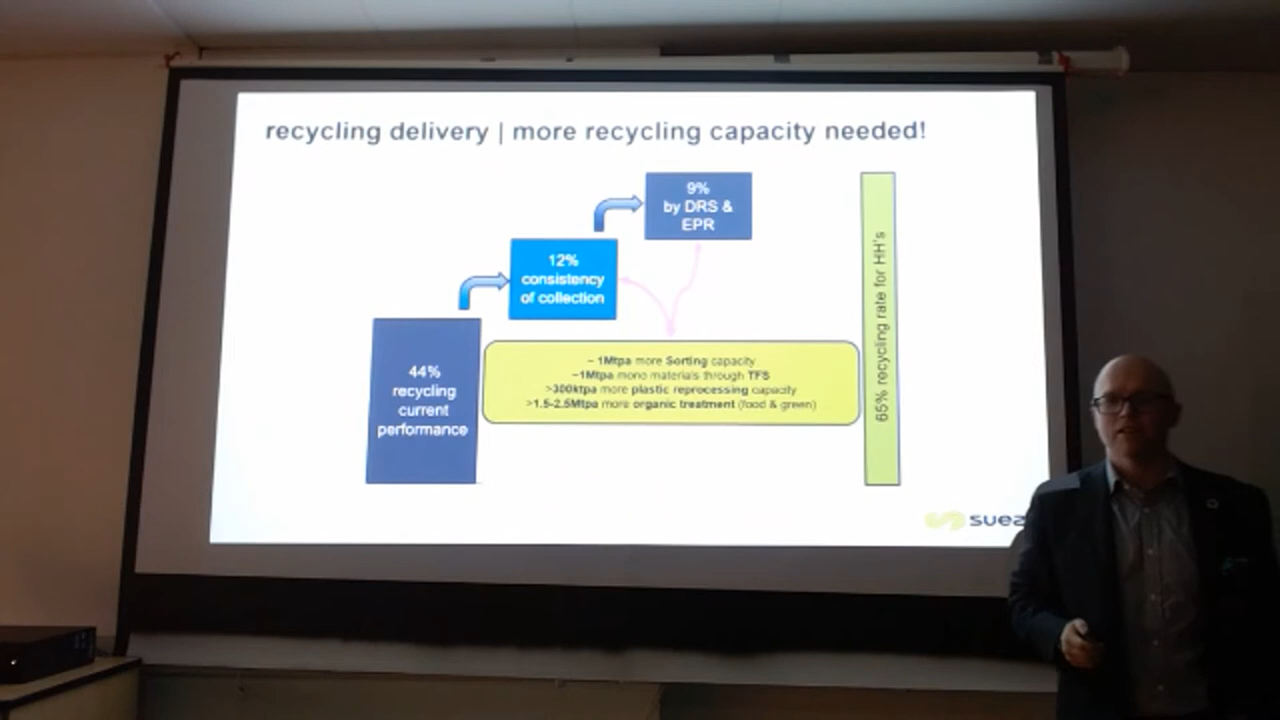 recycling delivery | more recycling capacity needed!
9%
by DRS &
EPR
12%
consistency
of collection
44%
recycling
current
performance
~ 1Mtpa more Sorting capacity
~1Mtpa mono materials through TFS
>300ktpa more plastic reprocessing capacity
>1.5-2.5Mtpa more organic treatment (food & green)
65% recycling rate for HH's
suez